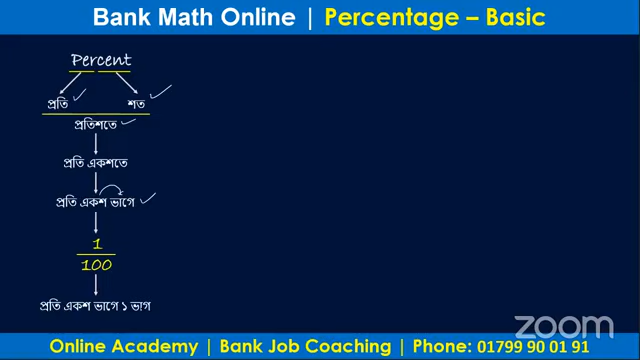 Bank Math Online | Percentage – Basic
Percent
প্রতি শত
প্রতিশতে
প্রতি একশতে
প্রতি একশ ভাগে
1
100
প্রতি একশ ভাগে ১ ভাগ
zoom
Online Academy | Bank Job Coaching | Phone: 01799 90 01 91